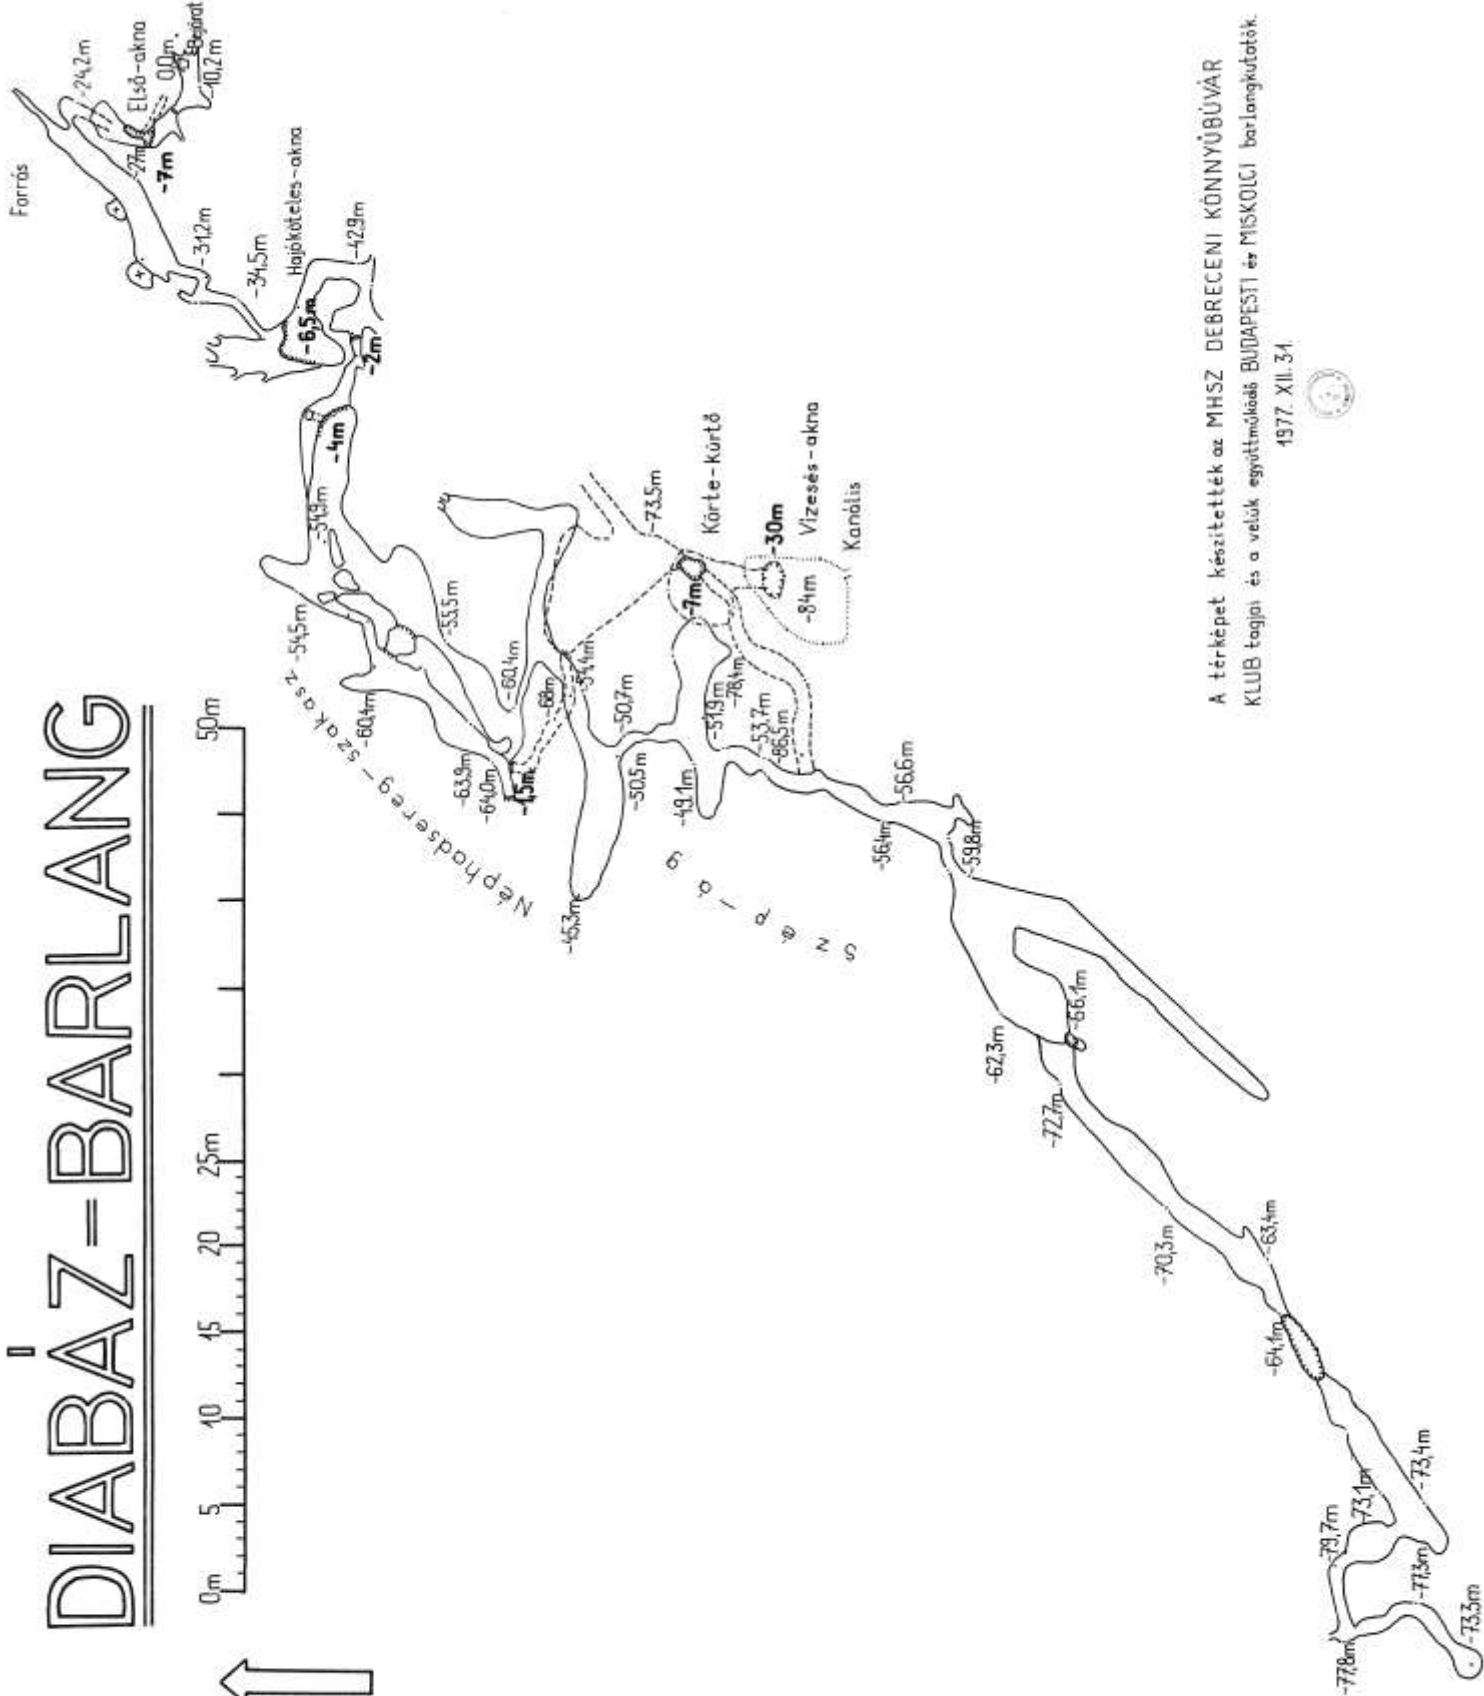 DIABÁZ-BARLANG
0m 5 10 15 20 25m 50m
Forrás
-24,2m
Első-akna
0,0m
Bejárat
-10,2m
-27m
-7m
-31,2m
-34,5m
Hajóköteles-akna
-42,9m
-6,5m
-2m
-4m
-51,9m
-54,5m
-55,5m
-60,4m
-60,4m
-63,9m
-64,0m
-1,5m
-68m
Néphadsereg-szakasz
-51,4m
-50,7m
-50,5m
-45,3m
-49,1m
-51,9m
-78,4m
-53,7m
-86,5m
-73,5m
Körte-kürtő
-7m
-30m
Vizesés-akna
-84m
Kanális
Szép-ág
-56,6m
-56,4m
-59,8m
-62,3m
-66,1m
-72,7m
-70,3m
-63,4m
-64,1m
-73,4m
-73,1m
-79,7m
-77,3m
-77,8m
-73,3m
A térképet készítették az MHSZ DEBRECENI KÖNNYŰBÚVÁR
KLUB tagjai és a velük együttműködő BUDAPESTI és MISKOLCI barlangkutatók.
1977. XII. 31.